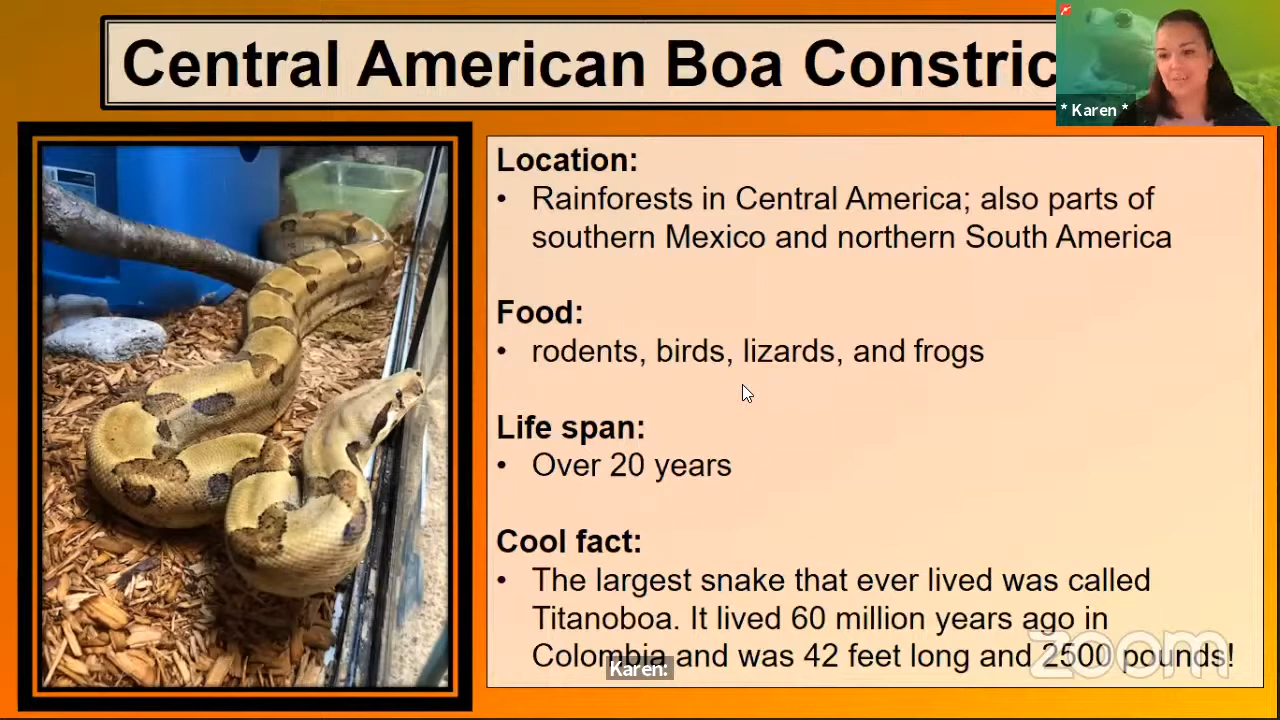 Central American Boa Constric
* Karen *
Location:
• Rainforests in Central America; also parts of
southern Mexico and northern South America
Food:
• rodents, birds, lizards, and frogs
Life span:
• Over 20 years
Cool fact:
• The largest snake that ever lived was called
Titanoboa. It lived 60 million years ago in
Colombia and was 42 feet long and 2500 pounds!
Karen:
zoom